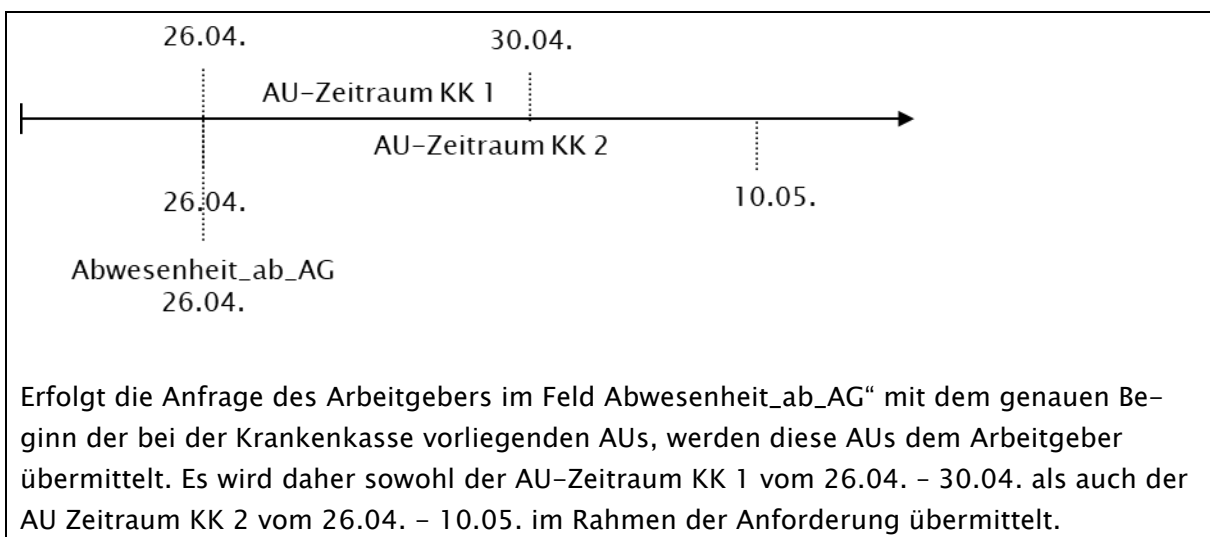 26.04. 30.04.
AU-Zeitraum KK 1
AU-Zeitraum KK 2
26.04. 10.05.
Abwesenheit_ab_AG
26.04.
Erfolgt die Anfrage des Arbeitgebers im Feld Abwesenheit_ab_AG“ mit dem genauen Be-
ginn der bei der Krankenkasse vorliegenden AUs, werden diese AUs dem Arbeitgeber
übermittelt. Es wird daher sowohl der AU-Zeitraum KK 1 vom 26.04. – 30.04. als auch der
AU Zeitraum KK 2 vom 26.04. – 10.05. im Rahmen der Anforderung übermittelt.